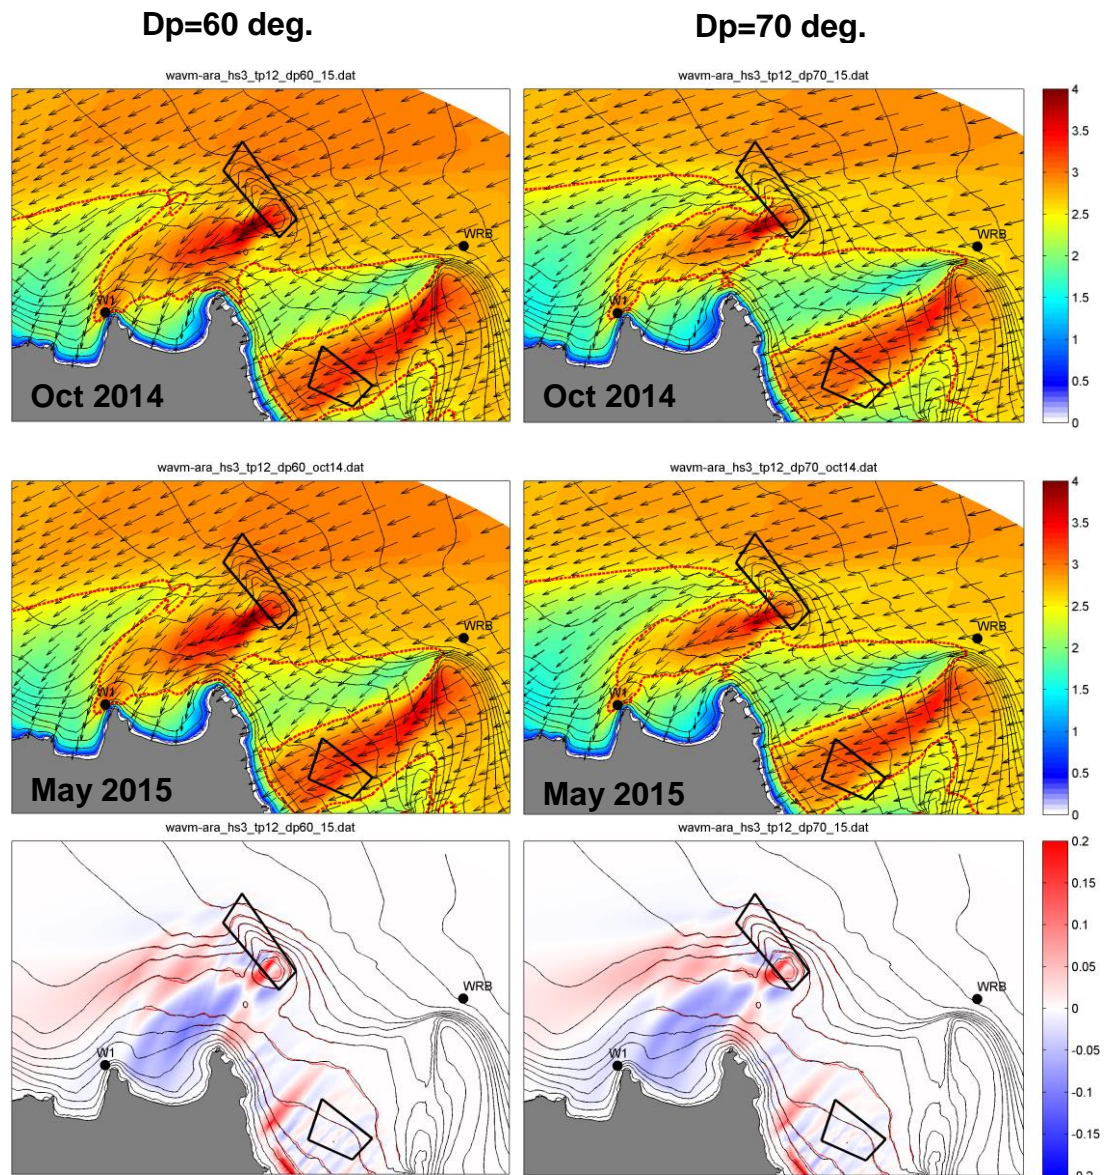 Dp=60 deg.
Dp=70 deg.
wavm-ara_hs3_tp12_dp60_15.dat
wavm-ara_hs3_tp12_dp70_15.dat
WRB
W1
Oct 2014
WRB
W1
Oct 2014
4
3.5
3
2.5
2
1.5
1
0.5
0
wavm-ara_hs3_tp12_dp60_oct14.dat
wavm-ara_hs3_tp12_dp70_oct14.dat
WRB
W1
May 2015
WRB
W1
May 2015
4
3.5
3
2.5
2
1.5
1
0.5
0
wavm-ara_hs3_tp12_dp60_15.dat
wavm-ara_hs3_tp12_dp70_15.dat
WRB
W1
WRB
W1
0.2
0.15
0.1
0.05
0
-0.05
-0.1
-0.15
-0.2